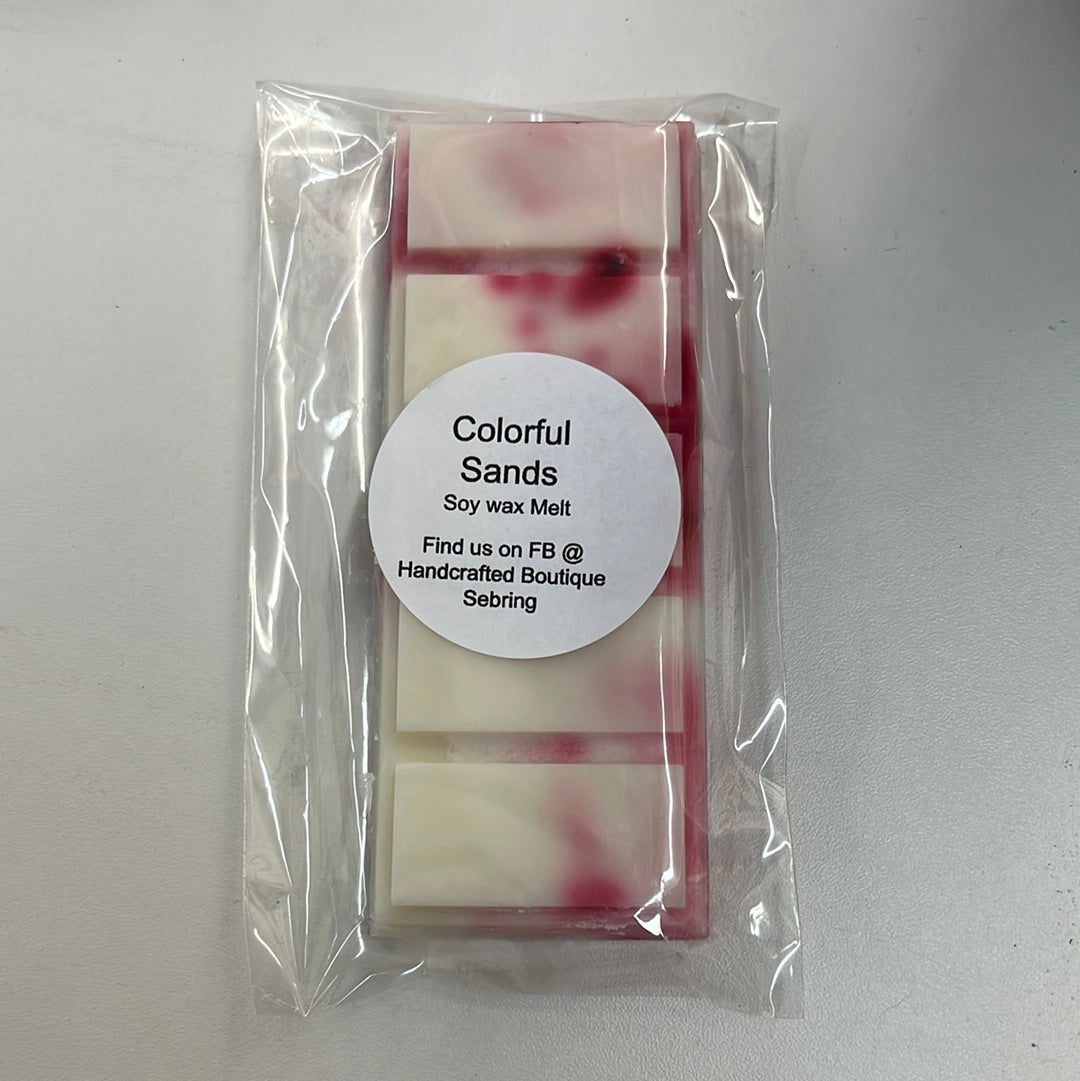 Colorful
Sands
Soy wax Melt
Find us on FB @
Handcrafted Boutique
Sebring